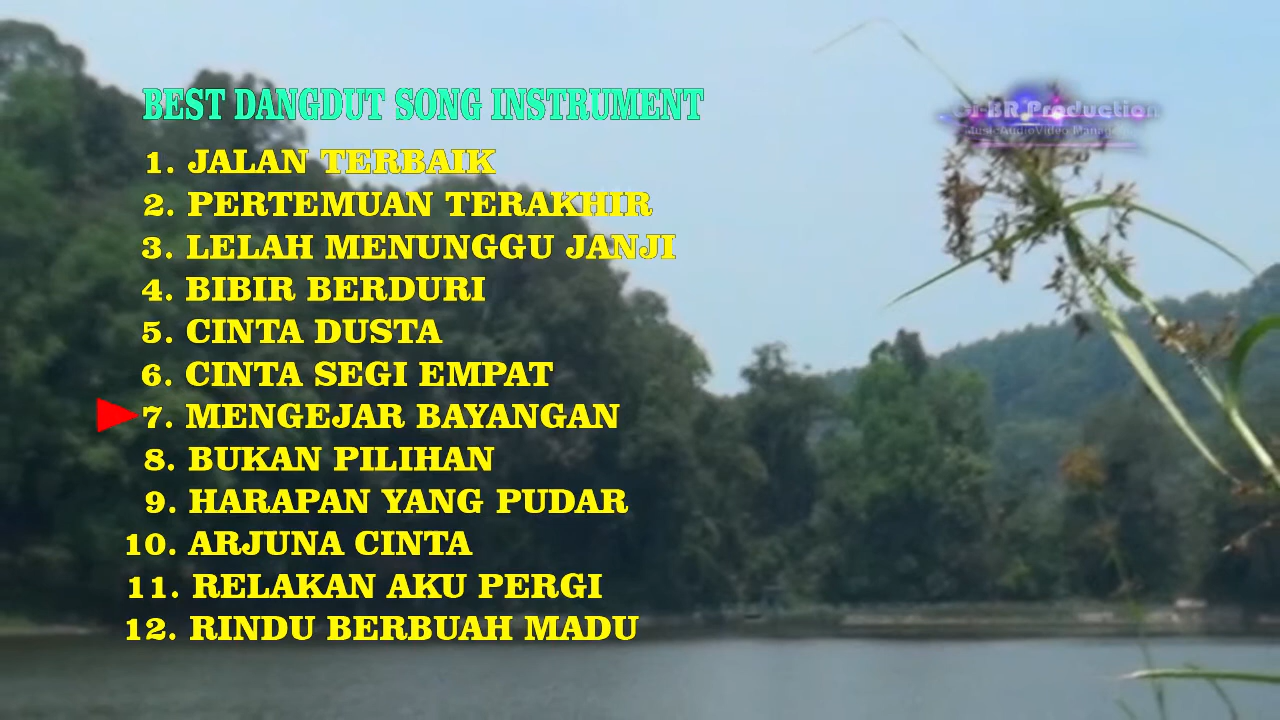 BEST DANGDUT SONG INSTRUMENT
1. JALAN TERBAIK
2. PERTEMUAN TERAKHIR
3. LELAH MENUNGGU JANJI
4. BIBIR BERDURI
5. CINTA DUSTA
6. CINTA SEGI EMPAT
7. MENGEJAR BAYANGAN
8. BUKAN PILIHAN
9. HARAPAN YANG PUDAR
10. ARJUNA CINTA
11. RELAKAN AKU PERGI
12. RINDU BERBUAH MADU
Production